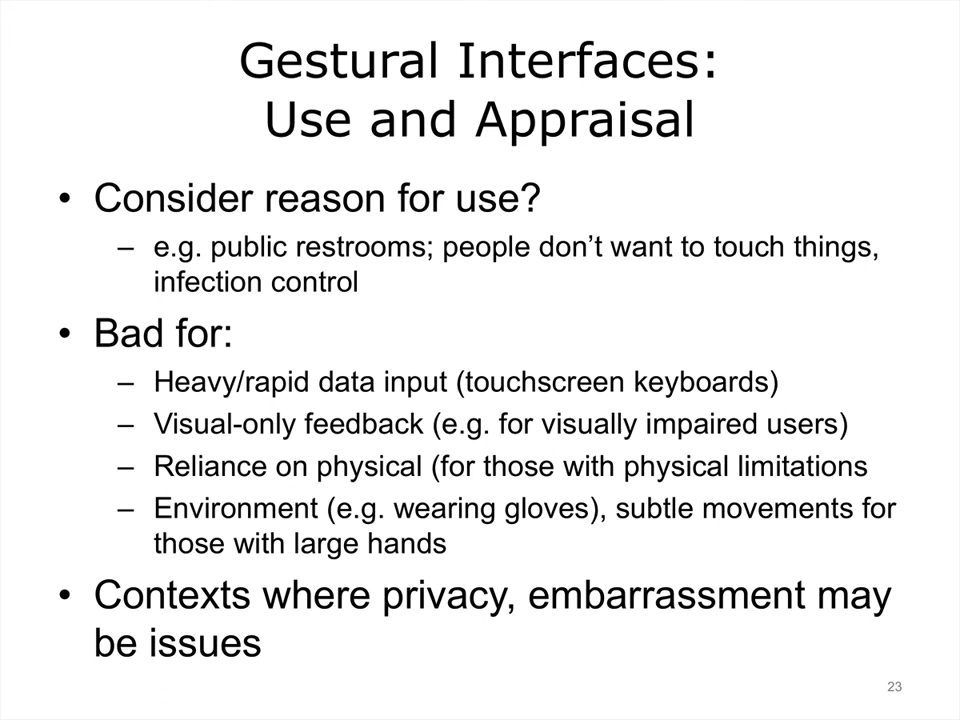 Gestural Interfaces:
Use and Appraisal
• Consider reason for use?
– e.g. public restrooms; people don’t want to touch things,
infection control
• Bad for:
– Heavy/rapid data input (touchscreen keyboards)
– Visual-only feedback (e.g. for visually impaired users)
– Reliance on physical (for those with physical limitations
– Environment (e.g. wearing gloves), subtle movements for
those with large hands
• Contexts where privacy, embarrassment may
be issues
23